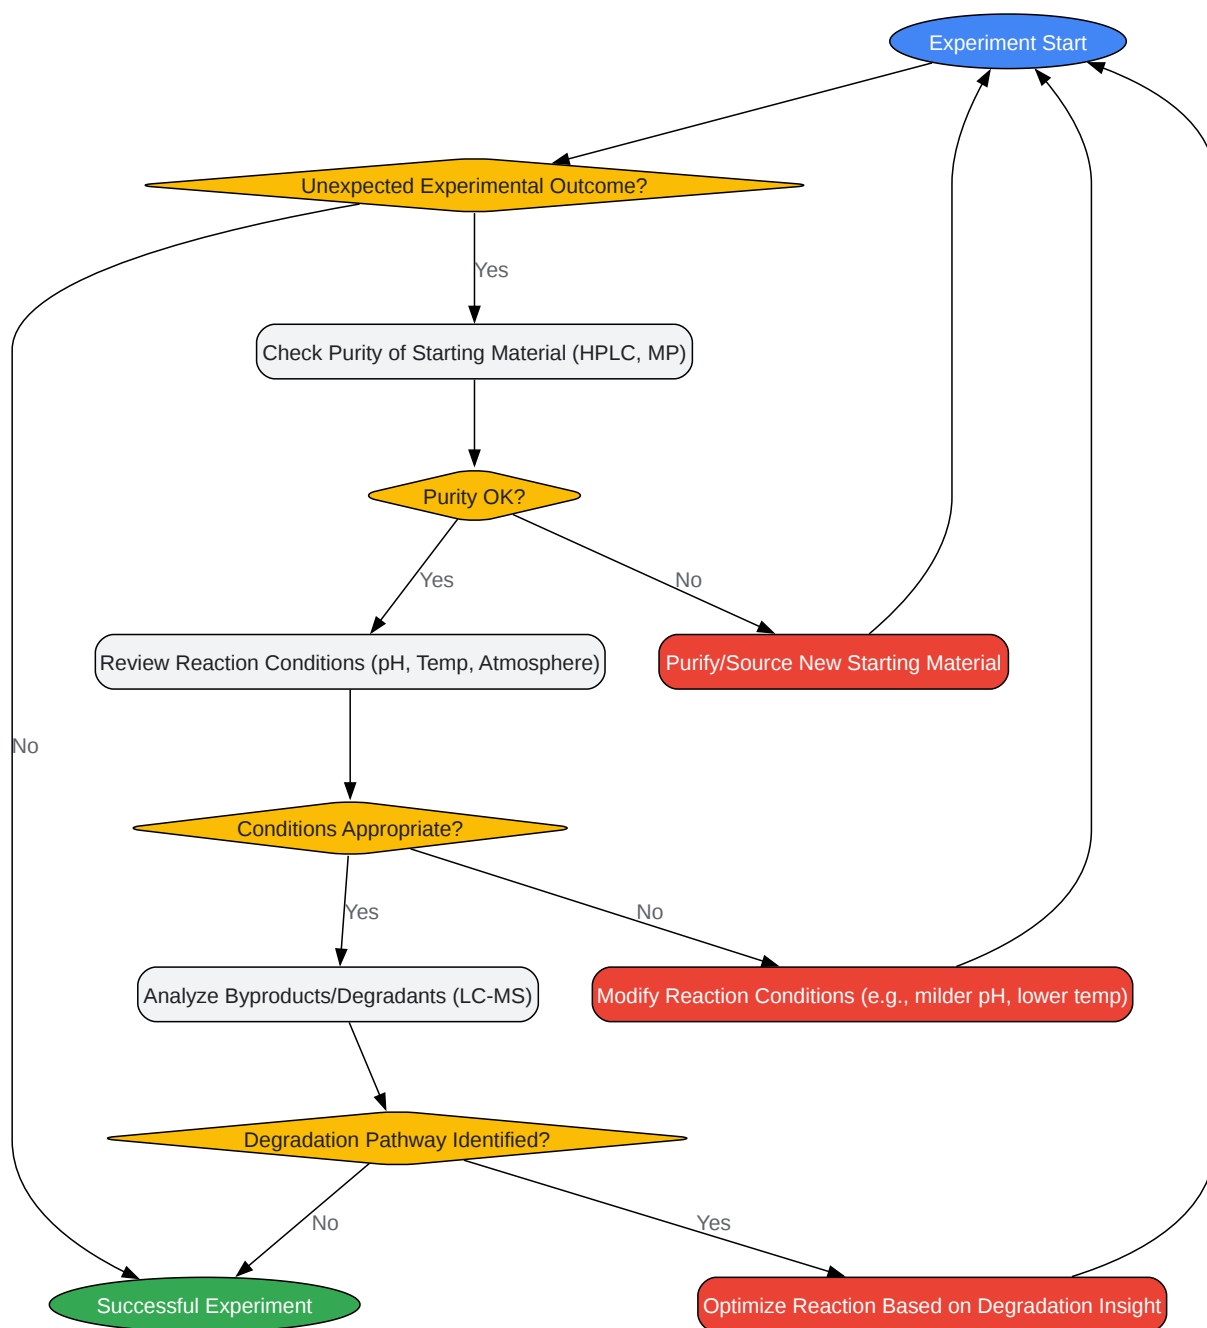 Experiment Start
Unexpected Experimental Outcome?
Yes
Check Purity of Starting Material (HPLC, MP)
Purity OK?
Yes
No
Review Reaction Conditions (pH, Temp, Atmosphere)
Purify/Source New Starting Material
No
Conditions Appropriate?
Yes
No
Analyze Byproducts/Degradants (LC-MS)
Modify Reaction Conditions (e.g., milder pH, lower temp)
Degradation Pathway Identified?
No
Yes
Successful Experiment
Optimize Reaction Based on Degradation Insight